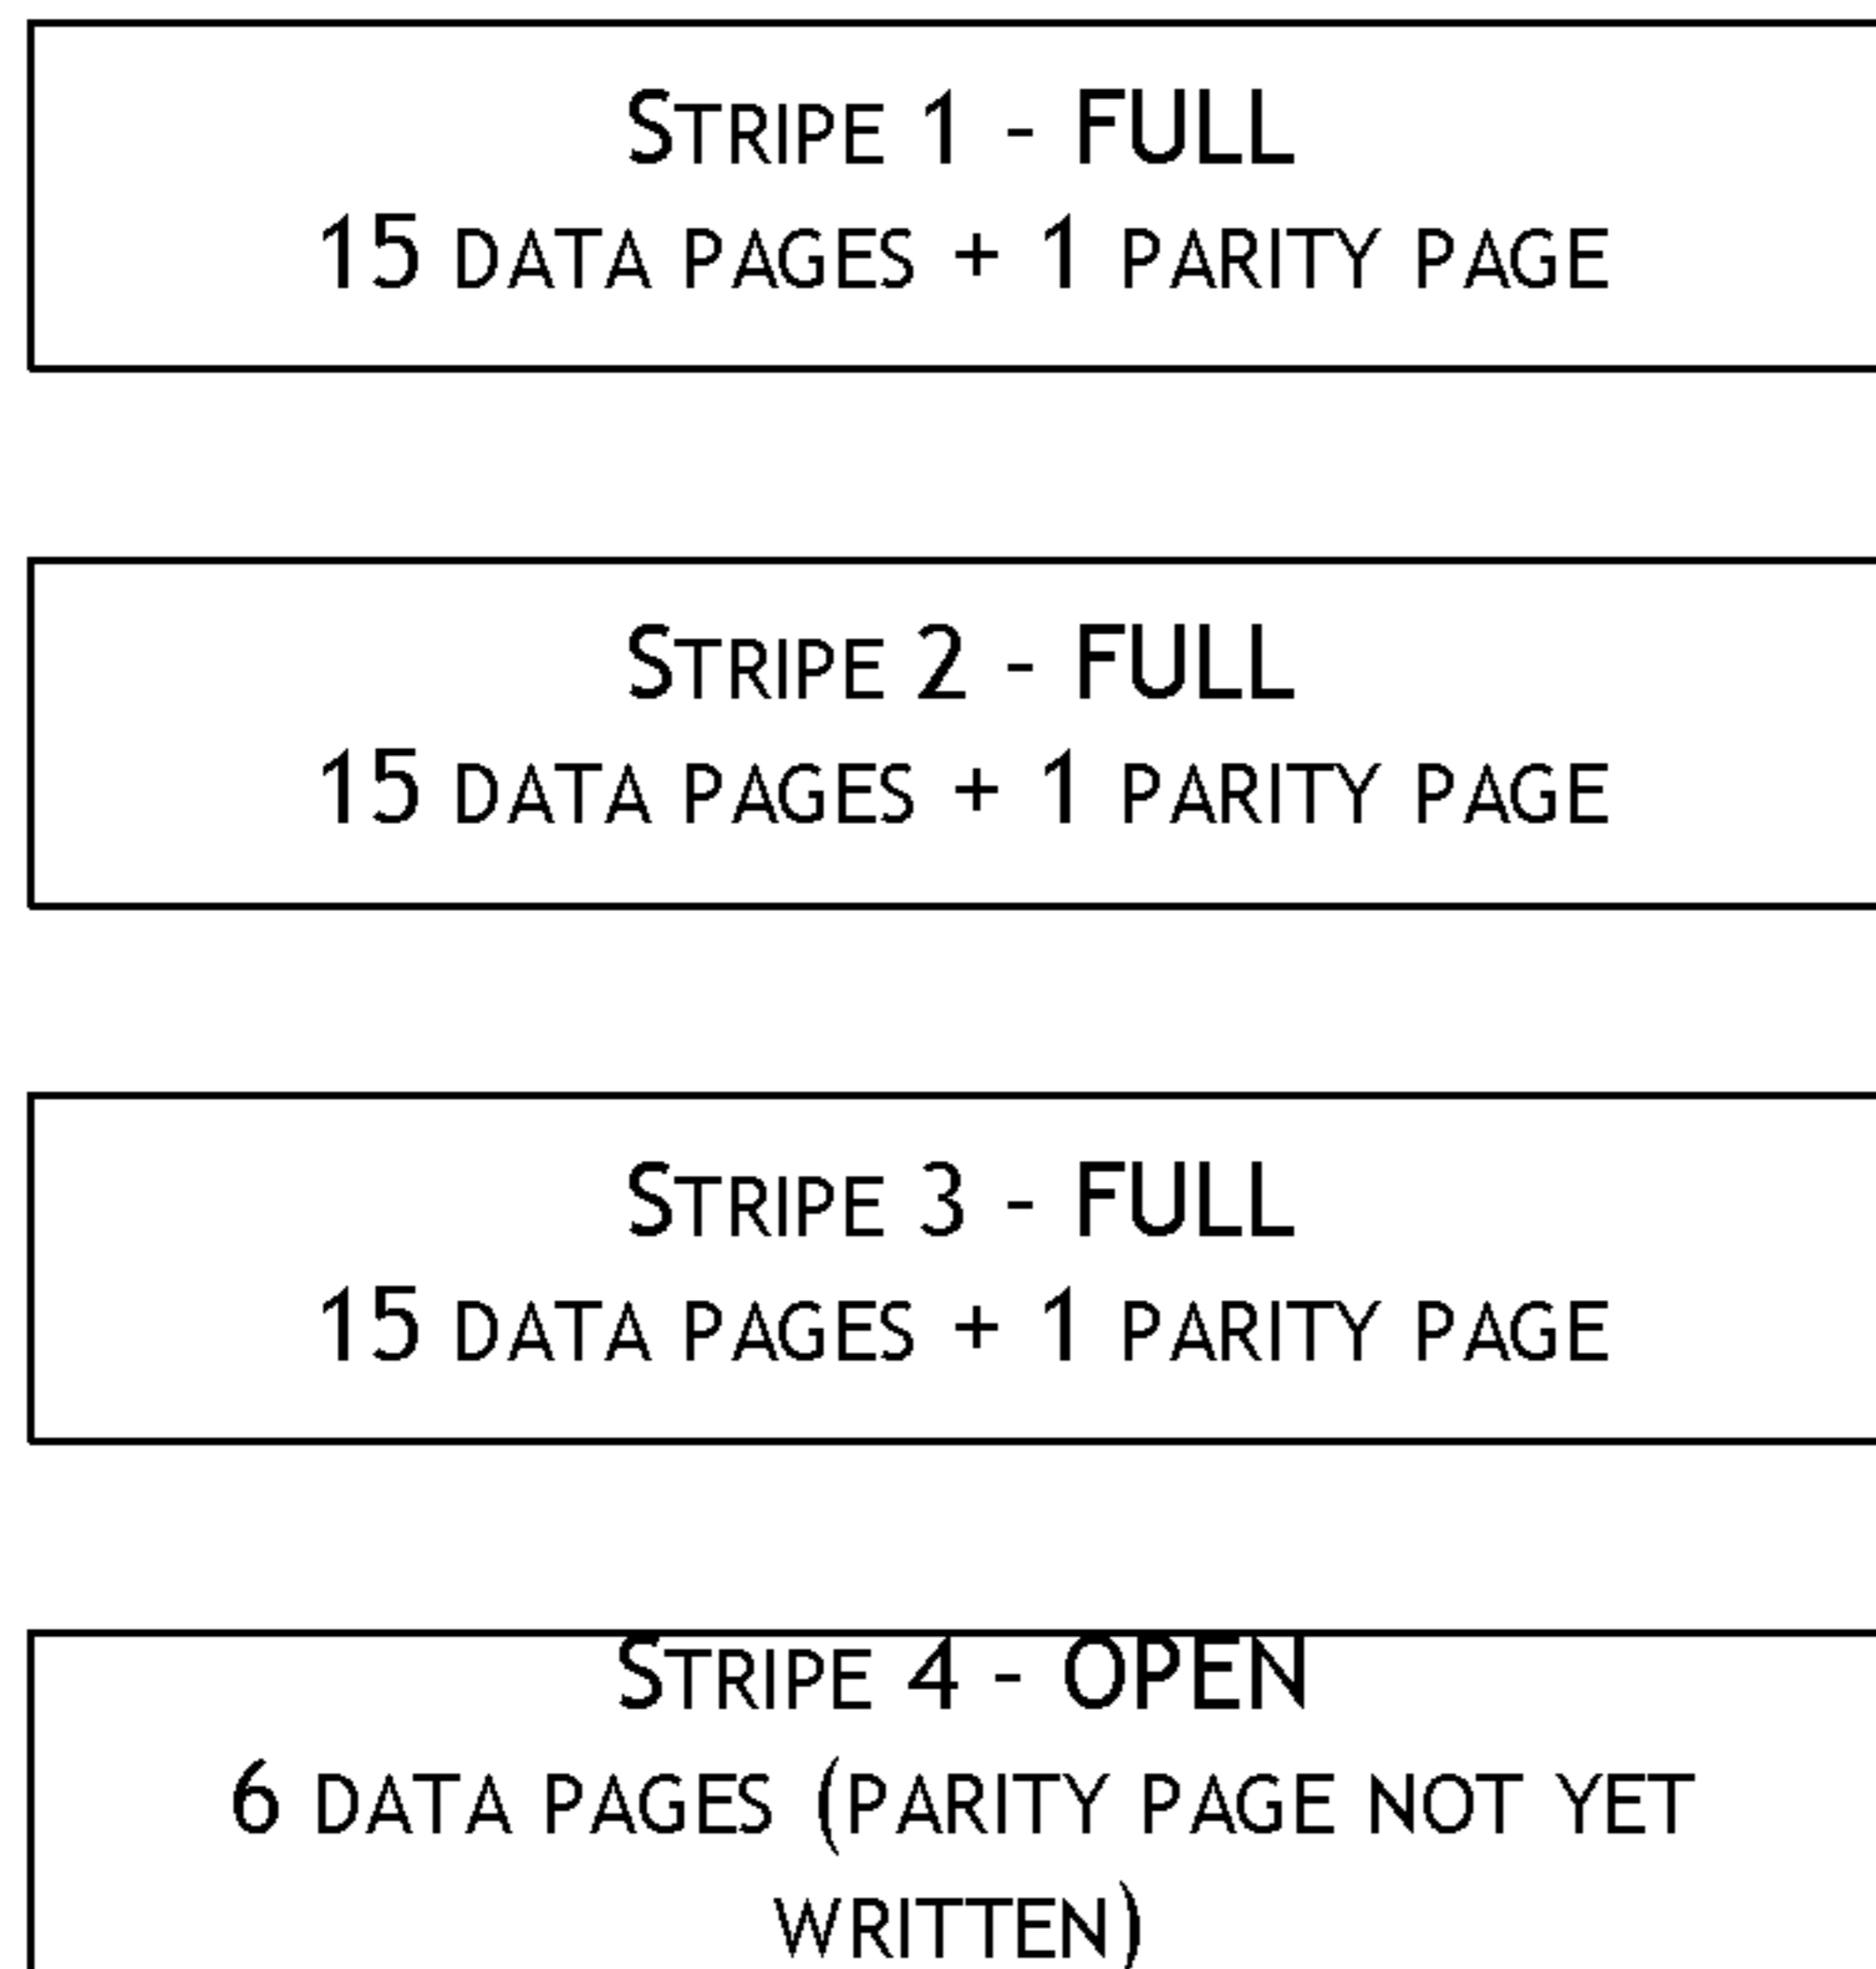 Stripe 1 - FULL
15 data pages + 1 parity page
Stripe 2 - FULL
15 data pages + 1 parity page
Stripe 3 - FULL
15 data pages + 1 parity page
Stripe 4 - OPEN
6 data pages (parity page not yet
written)